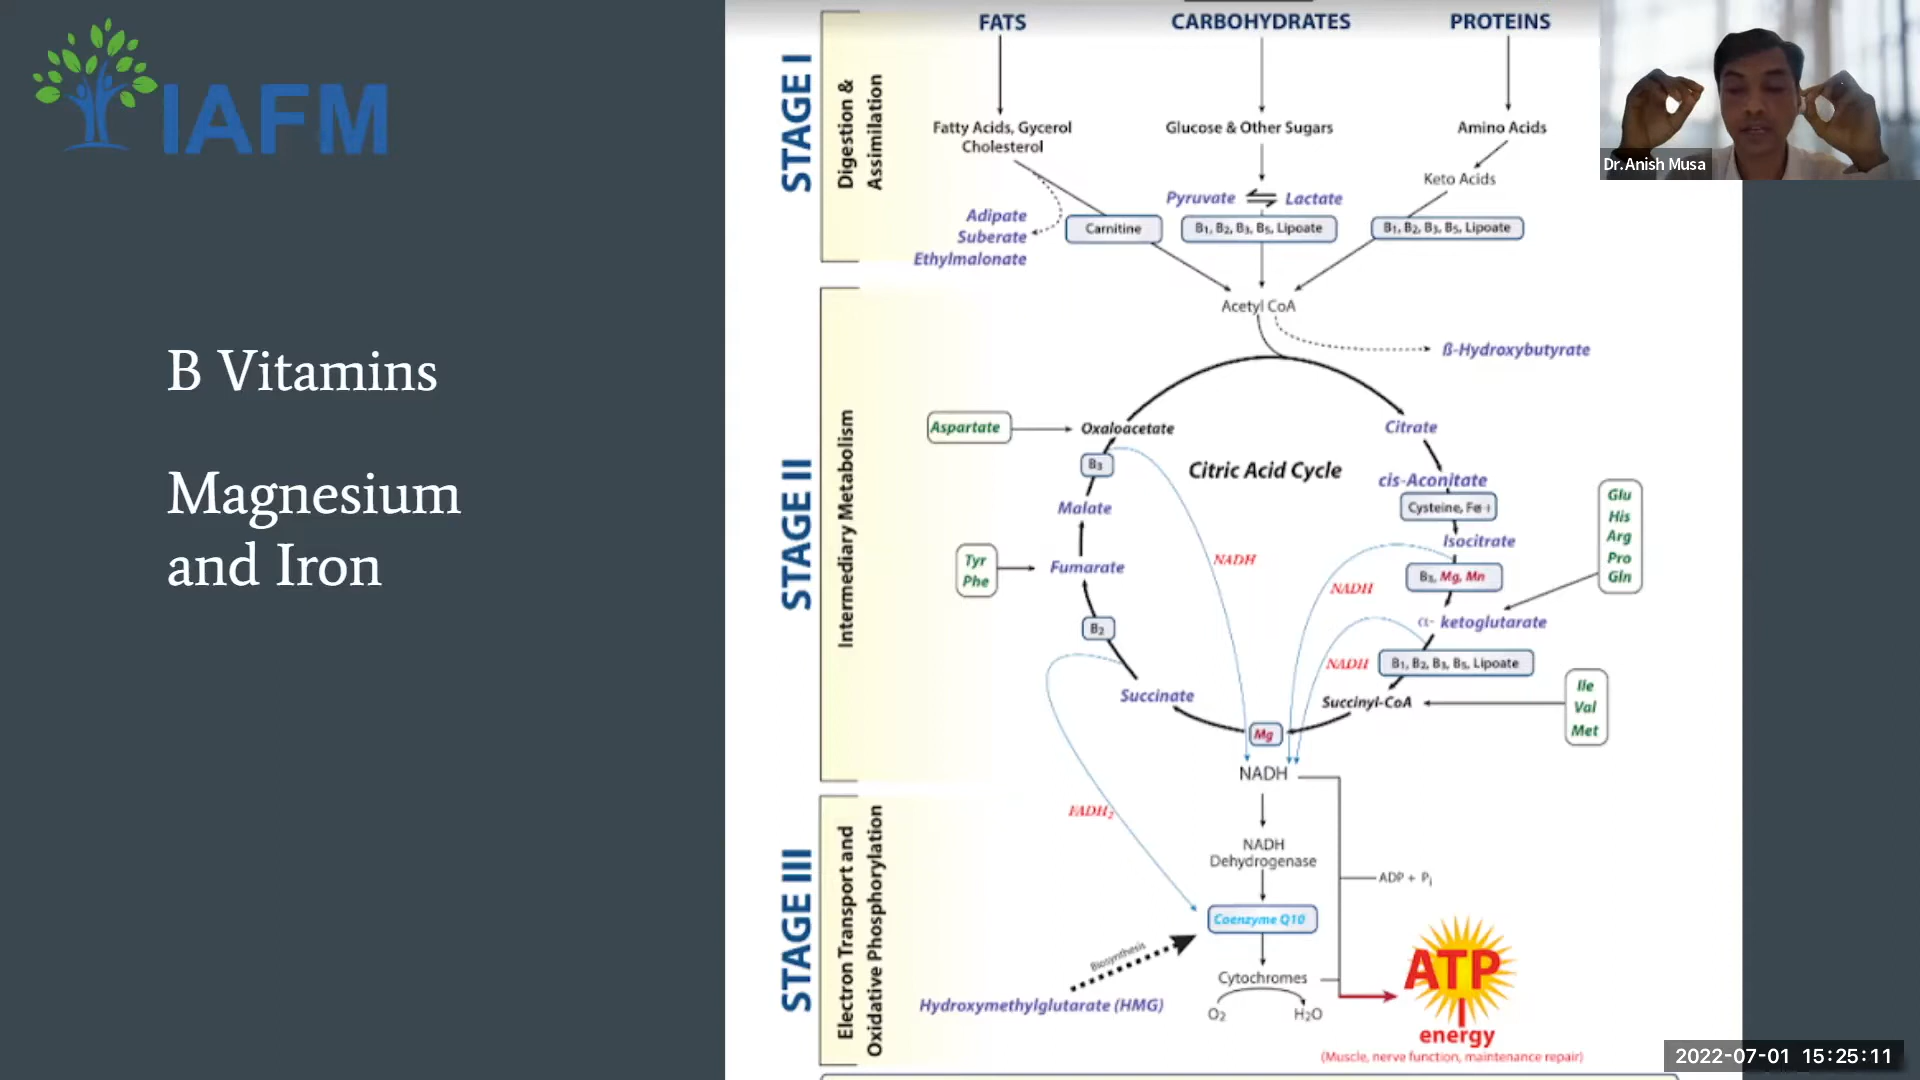 IAFM
B Vitamins
Magnesium
and Iron
STAGE I
Digestion &
Assimilation
FATS
CARBOHYDRATES
PROTEINS
Fatty Acids, Gycerol
Cholesterol
Glucose & Other Sugars
Amino Acids
Keto Acids
Pyruvate
Lactate
Adipate
Suberate
Ethylmalonate
Carnitine
B1, B2, B3, B5, Lipoate
B1, B2, B3, B5, Lipoate
STAGE II
Intermediary Metabolism
Acetyl CoA
ß-Hydroxybutyrate
Aspartate
Oxaloacetate
Citrate
B3
Citric Acid Cycle
cis-Aconitate
Cysteine, Fe+
Malate
Isocitrate
Glu
His
Arg
Pro
Gln
Tyr
Phe
Fumarate
NADH
NADH
B3, Mg, Mn
α- ketoglutarate
B2
NADH
B1, B2, B3, B5, Lipoate
Succinate
Succinyl-CoA
Ile
Val
Met
Mg
NADH
STAGE III
Electron Transport and
Oxidative Phosphorylation
FADH2
NADH
Dehydrogenase
ADP + Pi
Coenzyme Q10
Biosynthesis
Hydroxymethylglutarate (HMG)
Cytochromes
O2
H2O
ATP
energy
(Muscle, nerve function, maintenance repair)
Dr.Anish Musa
2022-07-01 15:25:11